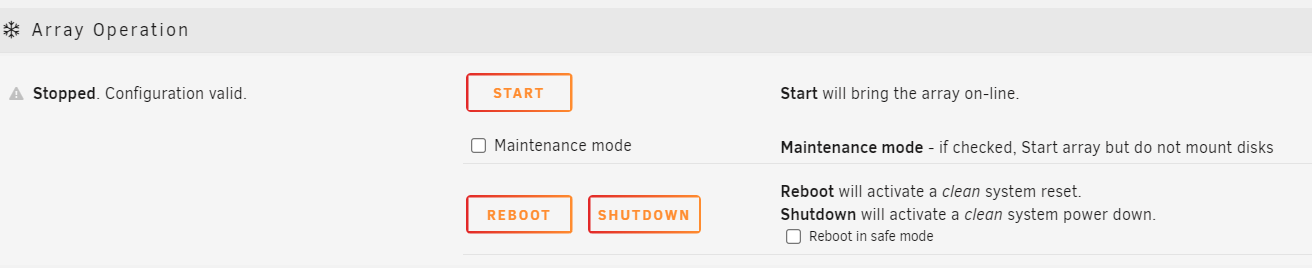 Array Operation
Stopped. Configuration valid.
START
Start will bring the array on-line.
Maintenance mode
Maintenance mode - if checked, Start array but do not mount disks
REBOOT
SHUTDOWN
Reboot will activate a clean system reset.
Shutdown will activate a clean system power down.
Reboot in safe mode